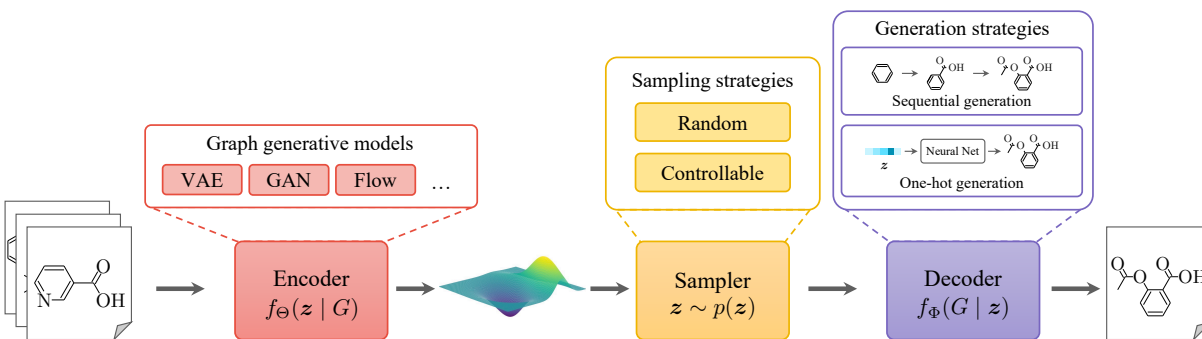 Generation strategies
O
OH
O
O
O
OH
Sequential generation
Sampling strategies
Random
Controllable
Graph generative models
VAE
GAN
Flow
...
z
Neural Net
O
O
O
OH
One-hot generation
N
O
OH
Encoder
fΘ(z | G)
Sampler
z ∼ p(z)
Decoder
fΦ(G | z)
O
O
O
OH